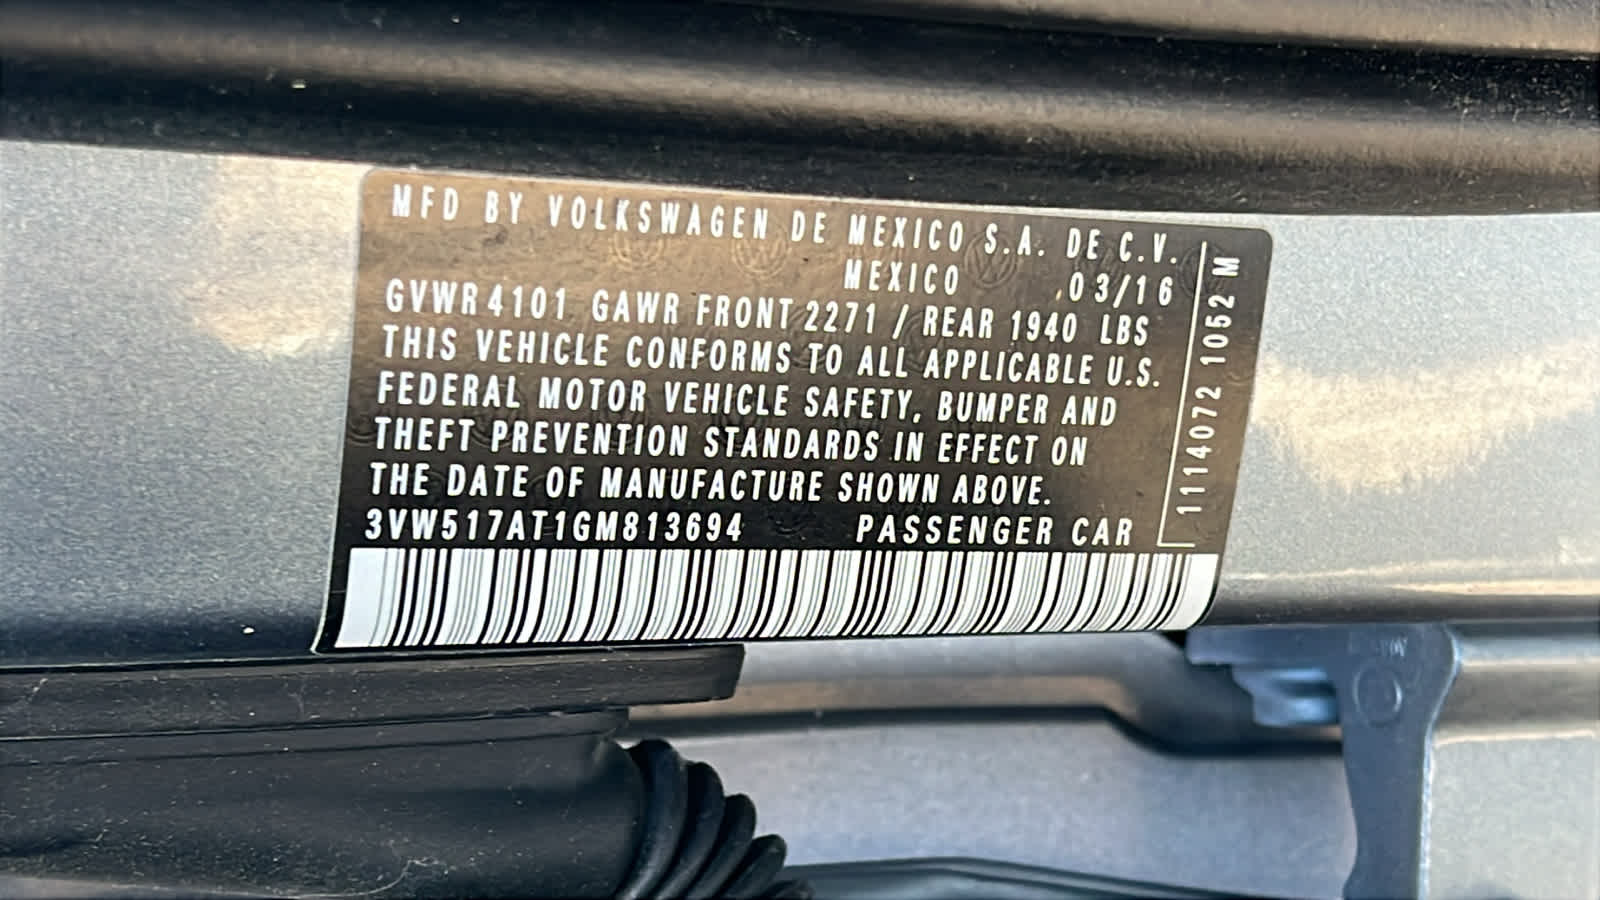 MFD BY VOLKSWAGEN DE MEXICO S.A. DE C.V.
MEXICO 03/16
GVWR 4101 GAWR FRONT 2271 / REAR 1940 LBS
THIS VEHICLE CONFORMS TO ALL APPLICABLE U.S.
FEDERAL MOTOR VEHICLE SAFETY, BUMPER AND
THEFT PREVENTION STANDARDS IN EFFECT ON
THE DATE OF MANUFACTURE SHOWN ABOVE.
3VW517AT1GM813694 PASSENGER CAR
1114072 1052 M